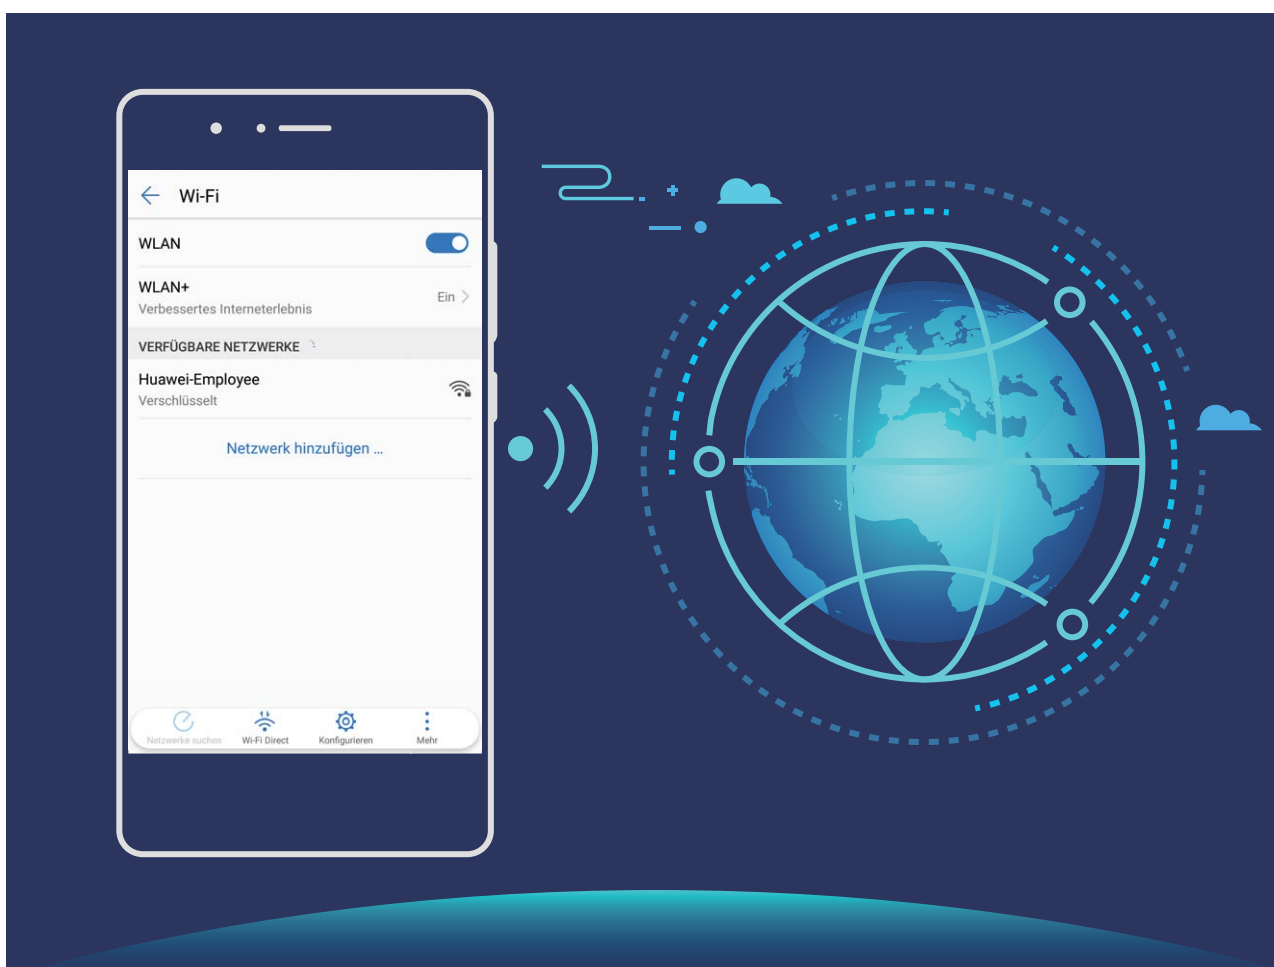 Wi-Fi
WLAN
WLAN+
Verbessertes Interneterlebnis
Ein
VERFÜGBARE NETZWERKE
Huawei-Employee
Verschlüsselt
Netzwerk hinzufügen ...
Netzwerke suchen
Wi-Fi Direct
Konfigurieren
Mehr